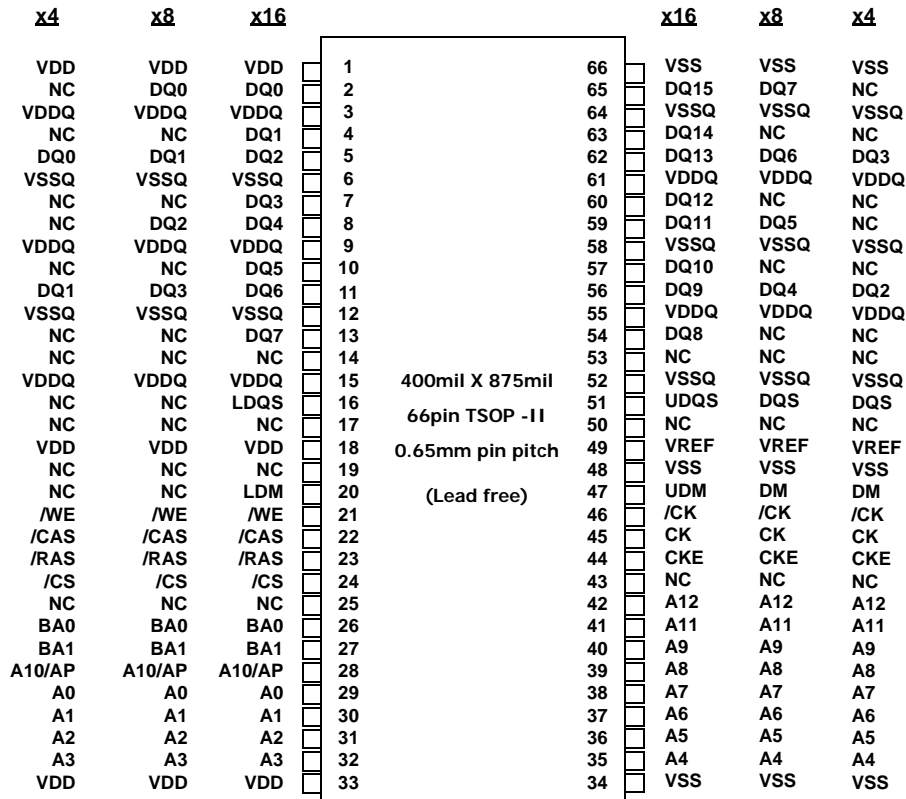 x4 x8 x16 x16 x8 x4
VDD VDD VDD 1 66 VSS VSS VSS
NC DQ0 DQ0 2 65 DQ15 DQ7 NC
VDDQ VDDQ VDDQ 3 64 VSSQ VSSQ VSSQ
NC NC DQ1 4 63 DQ14 NC NC
DQ0 DQ1 DQ2 5 62 DQ13 DQ6 DQ3
VSSQ VSSQ VSSQ 6 61 VDDQ VDDQ VDDQ
NC NC DQ3 7 60 DQ12 NC NC
NC DQ2 DQ4 8 59 DQ11 DQ5 NC
VDDQ VDDQ VDDQ 9 58 VSSQ VSSQ VSSQ
NC NC DQ5 10 57 DQ10 NC NC
DQ1 DQ3 DQ6 11 56 DQ9 DQ4 DQ2
VSSQ VSSQ VSSQ 12 55 VDDQ VDDQ VDDQ
NC NC DQ7 13 54 DQ8 NC NC
NC NC NC 14 53 NC NC NC
VDDQ VDDQ VDDQ 15 400mil X 875mil 52 VSSQ VSSQ VSSQ
NC NC LDQS 16 66pin TSOP -II 51 UDQS DQS DQS
NC NC NC 17 50 NC NC NC
VDD VDD VDD 18 0.65mm pin pitch 49 VREF VREF VREF
NC NC NC 19 48 VSS VSS VSS
NC NC LDM 20 (Lead free) 47 UDM DM DM
/WE /WE /WE 21 46 /CK /CK /CK
/CAS /CAS /CAS 22 45 CK CK CK
/RAS /RAS /RAS 23 44 CKE CKE CKE
/CS /CS /CS 24 43 NC NC NC
NC NC NC 25 42 A12 A12 A12
BA0 BA0 BA0 26 41 A11 A11 A11
BA1 BA1 BA1 27 40 A9 A9 A9
A10/AP A10/AP A10/AP 28 39 A8 A8 A8
A0 A0 A0 29 38 A7 A7 A7
A1 A1 A1 30 37 A6 A6 A6
A2 A2 A2 31 36 A5 A5 A5
A3 A3 A3 32 35 A4 A4 A4
VDD VDD VDD 33 34 VSS VSS VSS